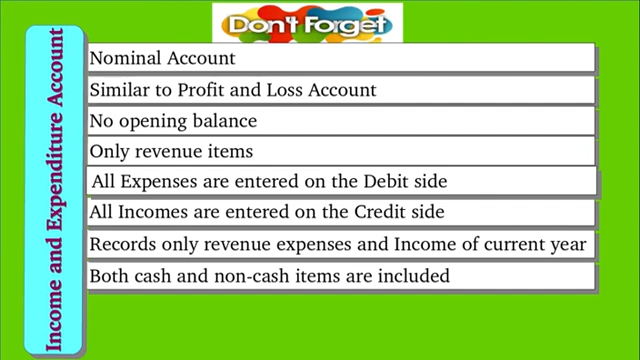 Don't Forget
Income and Expenditure Account
Nominal Account
Similar to Profit and Loss Account
No opening balance
Only revenue items
All Expenses are entered on the Debit side
All Incomes are entered on the Credit side
Records only revenue expenses and Income of current year
Both cash and non-cash items are included